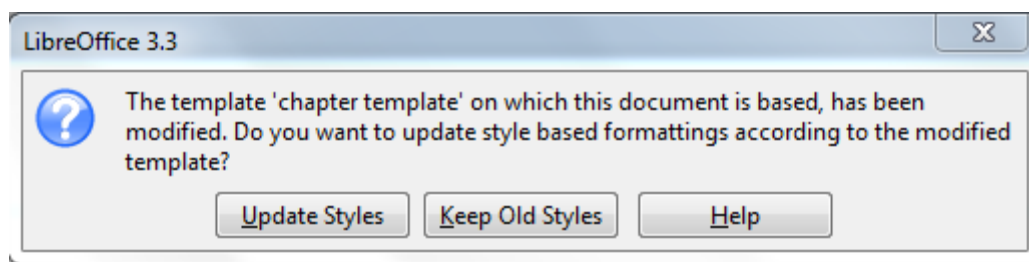 LibreOffice 3.3
The template 'chapter template' on which this document is based, has been
modified. Do you want to update style based formattings according to the modified
template?
Update Styles Keep Old Styles Help